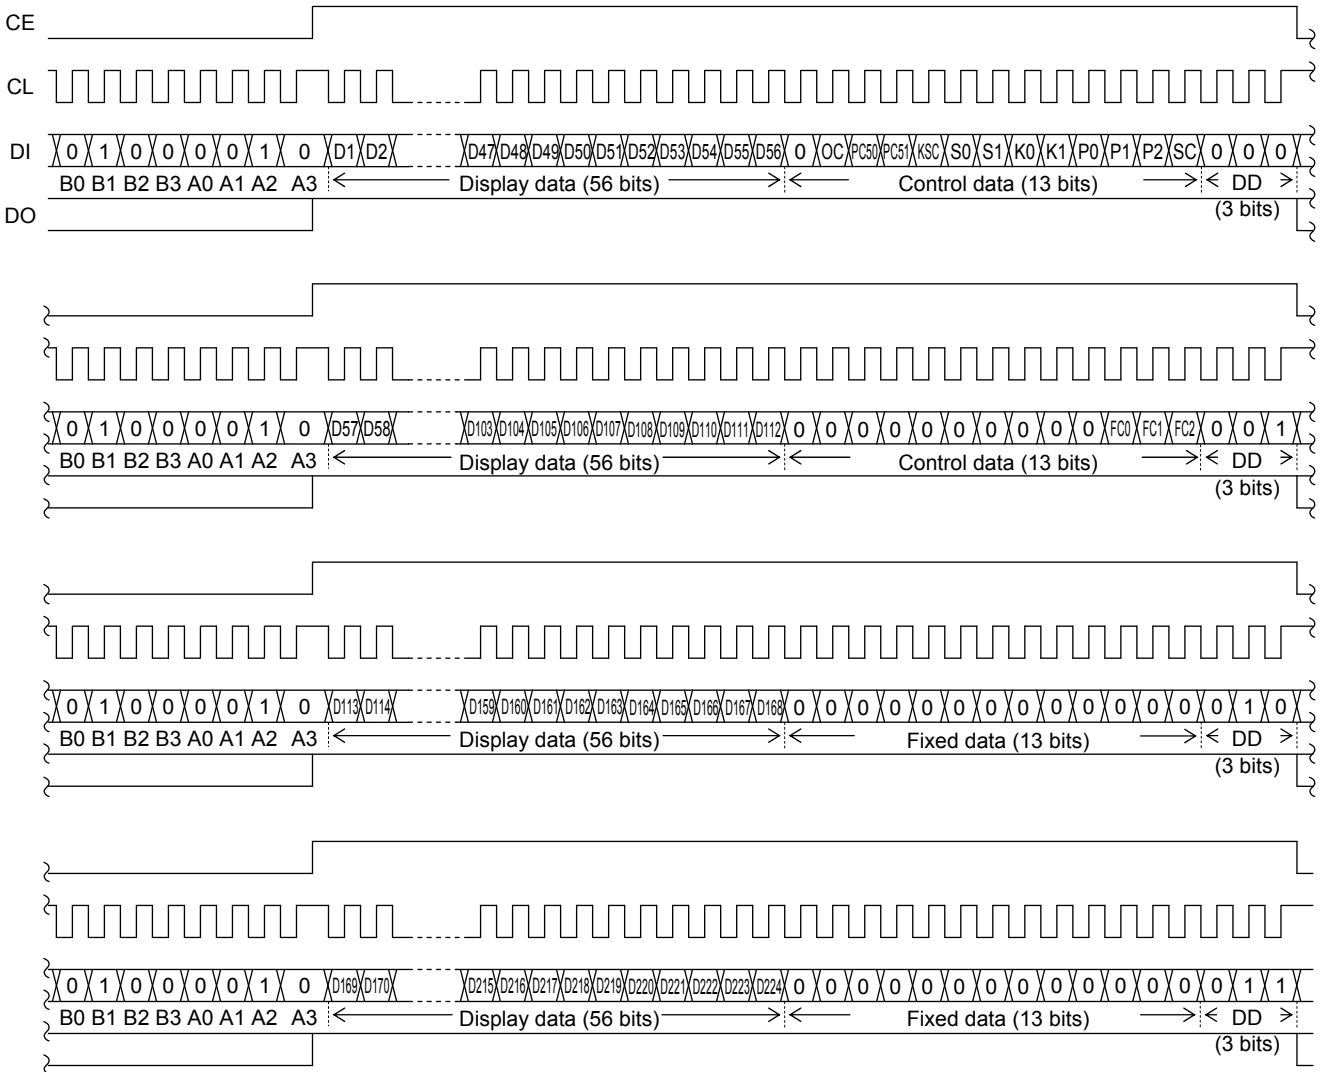 CE
CL
DI 0 1 0 0 0 0 1 0 D1 D2 D47 D48 D49 D50 D51 D52 D53 D54 D55 D56 0 OC PC50 PC51 KSC S0 S1 K0 K1 P0 P1 P2 SC 0 0 0
B0 B1 B2 B3 A0 A1 A2 A3 Display data (56 bits) Control data (13 bits) DD
DO (3 bits)
0 1 0 0 0 0 1 0 D57 D58 D103 D104 D105 D106 D107 D108 D109 D110 D111 D112 0 0 0 0 0 0 0 0 0 0 FC0 FC1 FC2 0 0 1
B0 B1 B2 B3 A0 A1 A2 A3 Display data (56 bits) Control data (13 bits) DD
(3 bits)
0 1 0 0 0 0 1 0 D113 D114 D159 D160 D161 D162 D163 D164 D165 D166 D167 D168 0 0 0 0 0 0 0 0 0 0 0 0 0 0 1 0
B0 B1 B2 B3 A0 A1 A2 A3 Display data (56 bits) Fixed data (13 bits) DD
(3 bits)
0 1 0 0 0 0 1 0 D169 D170 D215 D216 D217 D218 D219 D220 D221 D222 D223 D224 0 0 0 0 0 0 0 0 0 0 0 0 0 0 1 1
B0 B1 B2 B3 A0 A1 A2 A3 Display data (56 bits) Fixed data (13 bits) DD
(3 bits)